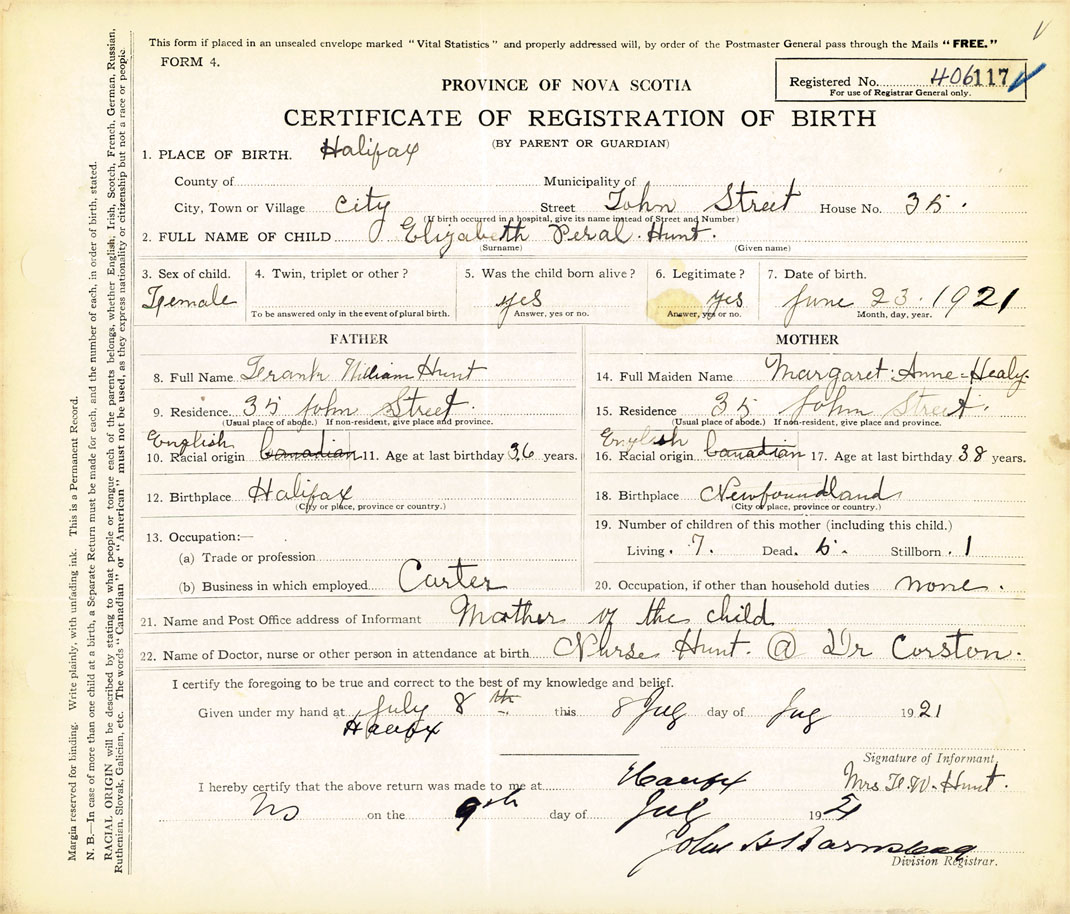 This form if placed in an unsealed envelope marked "Vital Statistics" and properly addressed will, by order of the Postmaster General pass through the Mails "FREE."
FORM 4.
Registered No. 406117
For use of Registrar General only.
PROVINCE OF NOVA SCOTIA
CERTIFICATE OF REGISTRATION OF BIRTH
(BY PARENT OR GUARDIAN)
1. PLACE OF BIRTH. Halifax
County of Municipality of
City, Town or Village city Street John Street House No. 35.
(If birth occurred in a hospital, give its name instead of Street and Number)
2. FULL NAME OF CHILD Elizabeth Peral. Hunt.
(Surname) (Given name)
3. Sex of child. 4. Twin, triplet or other? 5. Was the child born alive? 6. Legitimate? 7. Date of birth.
Female yes yes June 23. 1921
To be answered only in the event of plural birth. Answer, yes or no. Answer, yes or no. Month, day, year.
FATHER
8. Full Name Frank William Hunt
9. Residence 35 John Street.
(Usual place of abode.) If non-resident, give place and province.
English
10. Racial origin Canadian 11. Age at last birthday 36 years.
12. Birthplace Halifax
(City or place, province or country.)
13. Occupation:—
(a) Trade or profession
(b) Business in which employed Carter
MOTHER
14. Full Maiden Name Margaret Anne Healy.
15. Residence 35 John Street.
(Usual place of abode.) If non-resident, give place and province.
English
16. Racial origin Canadian 17. Age at last birthday 38 years.
18. Birthplace Newfoundland
(City or place, province or country.)
19. Number of children of this mother (including this child.)
Living. 7. Dead. Stillborn. 1
20. Occupation, if other than household duties none.
21. Name and Post Office address of Informant Mother of the child
22. Name of Doctor, nurse or other person in attendance at birth Nurse Hunt. @ Dr Corston.
I certify the foregoing to be true and correct to the best of my knowledge and belief.
Given under my hand at July 8th this 8 July day of July 1921
Halifax
Signature of Informant
Mrs F. W. Hunt.
I hereby certify that the above return was made to me at Halifax
on the 9th day of July 1921
John
Division Registrar.
Margin reserved for binding. Write plainly, with unfading ink. This is a Permanent Record.
N. B.—In case of more than one child at a birth, a Separate Return must be made for each, and the number of each, in order of birth, stated.
RACIAL ORIGIN will be described by stating to what people or tongue each of the parents belongs, whether English, Irish, Scotch, French, German, Russian,
Ruthenian, Slovak, Galician, etc. The words "Canadian" or "American" must not be used, as they express nationality or citizenship but not a race or people.